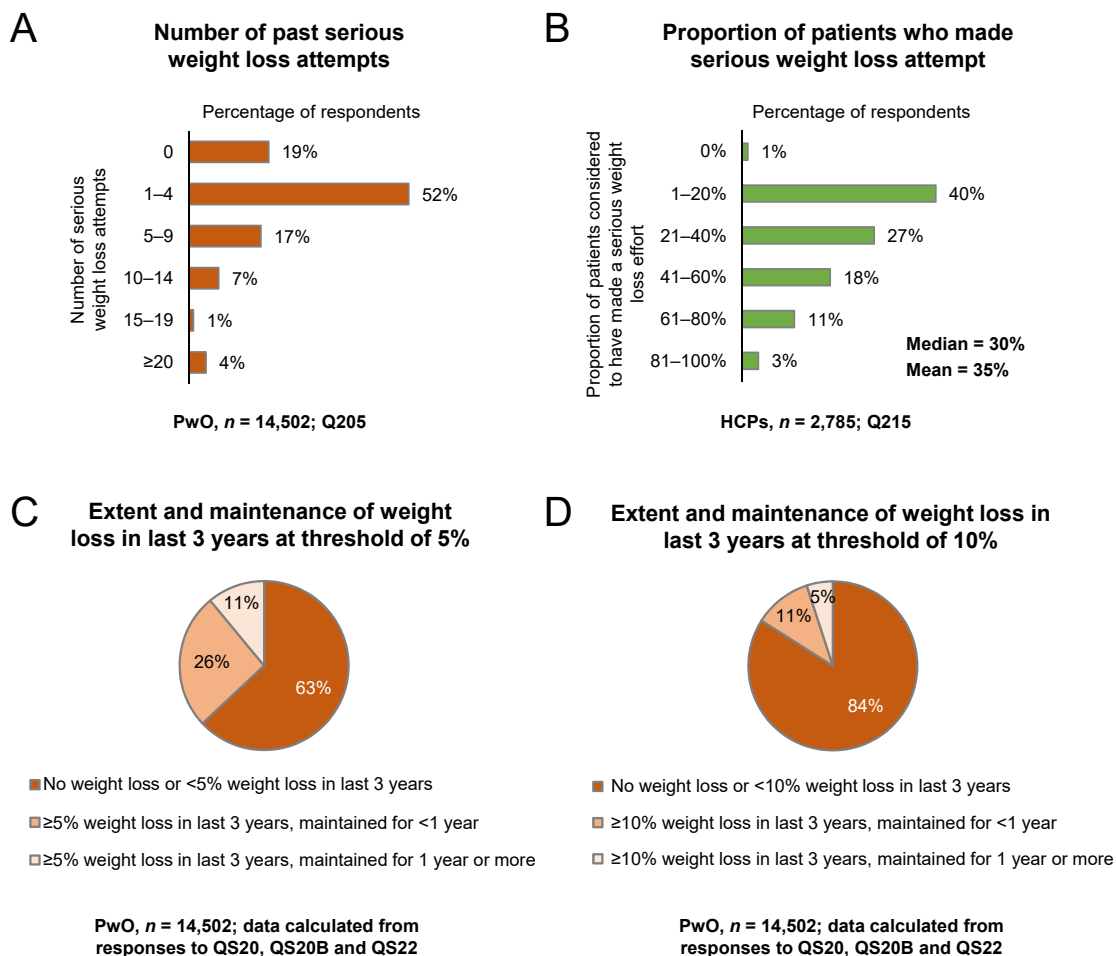 A
Number of past serious
weight loss attempts
Percentage of respondents
Number of serious
weight loss attempts
0
19%
1–4
52%
5–9
17%
10–14
7%
15–19
1%
≥20
4%
PwO, n = 14,502; Q205
B
Proportion of patients who made
serious weight loss attempt
Percentage of respondents
Proportion of patients considered
to have made a serious weight
loss effort
0%
1%
1–20%
40%
21–40%
27%
41–60%
18%
61–80%
11%
81–100%
3%
Median = 30%
Mean = 35%
HCPs, n = 2,785; Q215
C
Extent and maintenance of weight
loss in last 3 years at threshold of 5%
11%
26%
63%
No weight loss or <5% weight loss in last 3 years
≥5% weight loss in last 3 years, maintained for <1 year
≥5% weight loss in last 3 years, maintained for 1 year or more
PwO, n = 14,502; data calculated from
responses to QS20, QS20B and QS22
D
Extent and maintenance of weight loss in
last 3 years at threshold of 10%
5%
11%
84%
No weight loss or <10% weight loss in last 3 years
≥10% weight loss in last 3 years, maintained for <1 year
≥10% weight loss in last 3 years, maintained for 1 year or more
PwO, n = 14,502; data calculated from
responses to QS20, QS20B and QS22